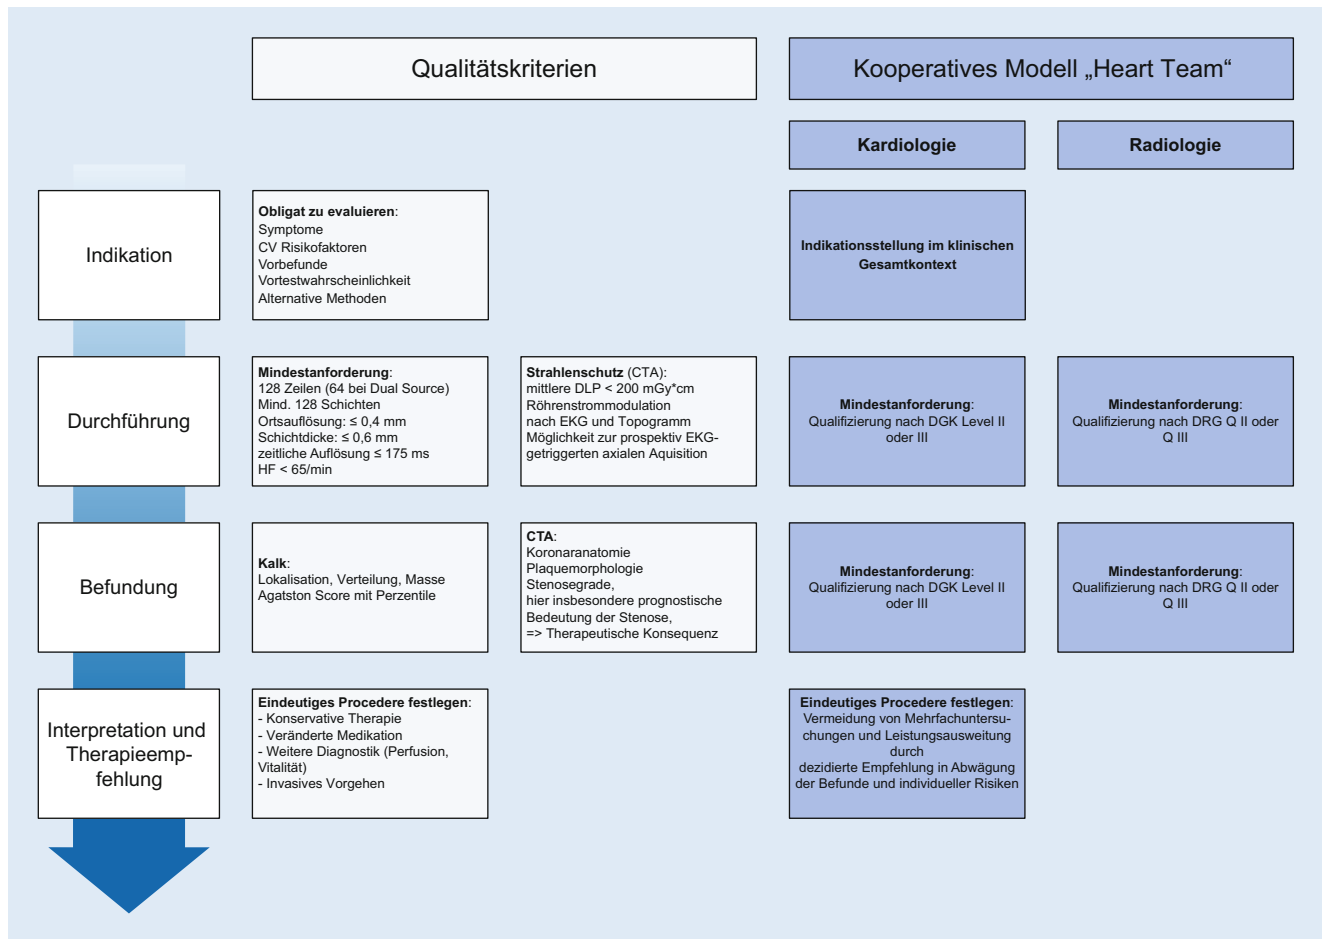 Qualitätskriterien
Kooperatives Modell „Heart Team“
Kardiologie
Radiologie
Indikation
Obligat zu evaluieren:
Symptome
CV Risikofaktoren
Vorbefunde
Vortestwahrscheinlichkeit
Alternative Methoden
Indikationsstellung im klinischen
Gesamtkontext
Durchführung
Mindestanforderung:
128 Zeilen (64 bei Dual Source)
Mind. 128 Schichten
Ortsauflösung: ≤ 0,4 mm
Schichtdicke: ≤ 0,6 mm
zeitliche Auflösung ≤ 175 ms
HF < 65/min
Strahlenschutz (CTA):
mittlere DLP < 200 mGy*cm
Röhrenstrommodulation
nach EKG und Topogramm
Möglichkeit zur prospektiv EKG-
getriggerten axialen Aquisition
Mindestanforderung:
Qualifizierung nach DGK Level II
oder III
Mindestanforderung:
Qualifizierung nach DRG Q II oder
Q III
Befundung
Kalk:
Lokalisation, Verteilung, Masse
Agatston Score mit Perzentile
CTA:
Koronaranatomie
Plaquemorphologie
Stenosegrade,
hier insbesondere prognostische
Bedeutung der Stenose,
=> Therapeutische Konsequenz
Mindestanforderung:
Qualifizierung nach DGK Level II
oder III
Mindestanforderung:
Qualifizierung nach DRG Q II oder
Q III
Interpretation und
Therapieemp-
fehlung
Eindeutiges Procedere festlegen:
- Konservative Therapie
- Veränderte Medikation
- Weitere Diagnostik (Perfusion,
Vitalität)
- Invasives Vorgehen
Eindeutiges Procedere festlegen:
Vermeidung von Mehrfachuntersu-
chungen und Leistungsausweitung
durch
dezidierte Empfehlung in Abwägung
der Befunde und individueller Risiken